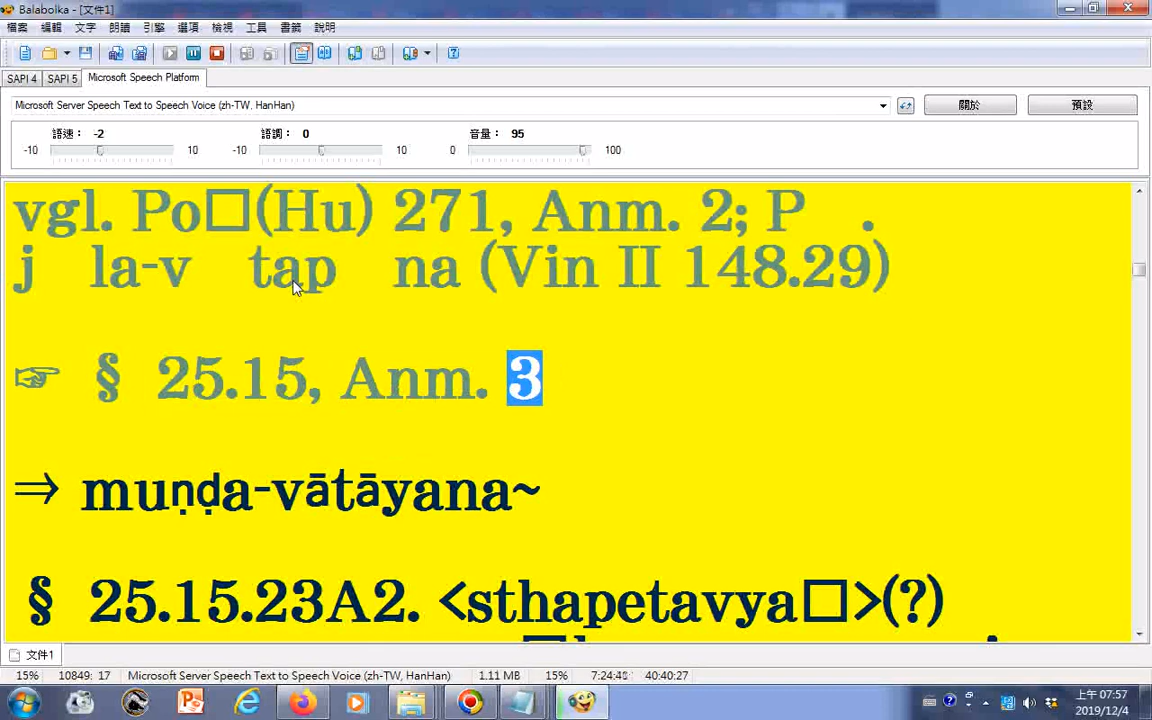 Balabolka - [文件1]
檔案 編輯 文字 朗讀 引擎 選項 檢視 工具 書籤 說明
SAPI 4 SAPI 5 Microsoft Speech Platform
Microsoft Server Speech Text to Speech Voice (zh-TW, HanHan) 關於 預設
語速： -2 語調： 0 音量： 95
-10 10 -10 10 0 100
vgl. Po□(Hu) 271, Anm. 2; P .
j la-v tap na (Vin II 148.29)
☞ § 25.15, Anm. 3
⇒ muṇḍa-vātāyana~
§ 25.15.23A2. <sthapetavya□>(?)
文件1
15% 10849: 17 Microsoft Server Speech Text to Speech Voice (zh-TW, HanHan) 1.11 MB 15% 40:40:27
上午 07:57
2019/12/4